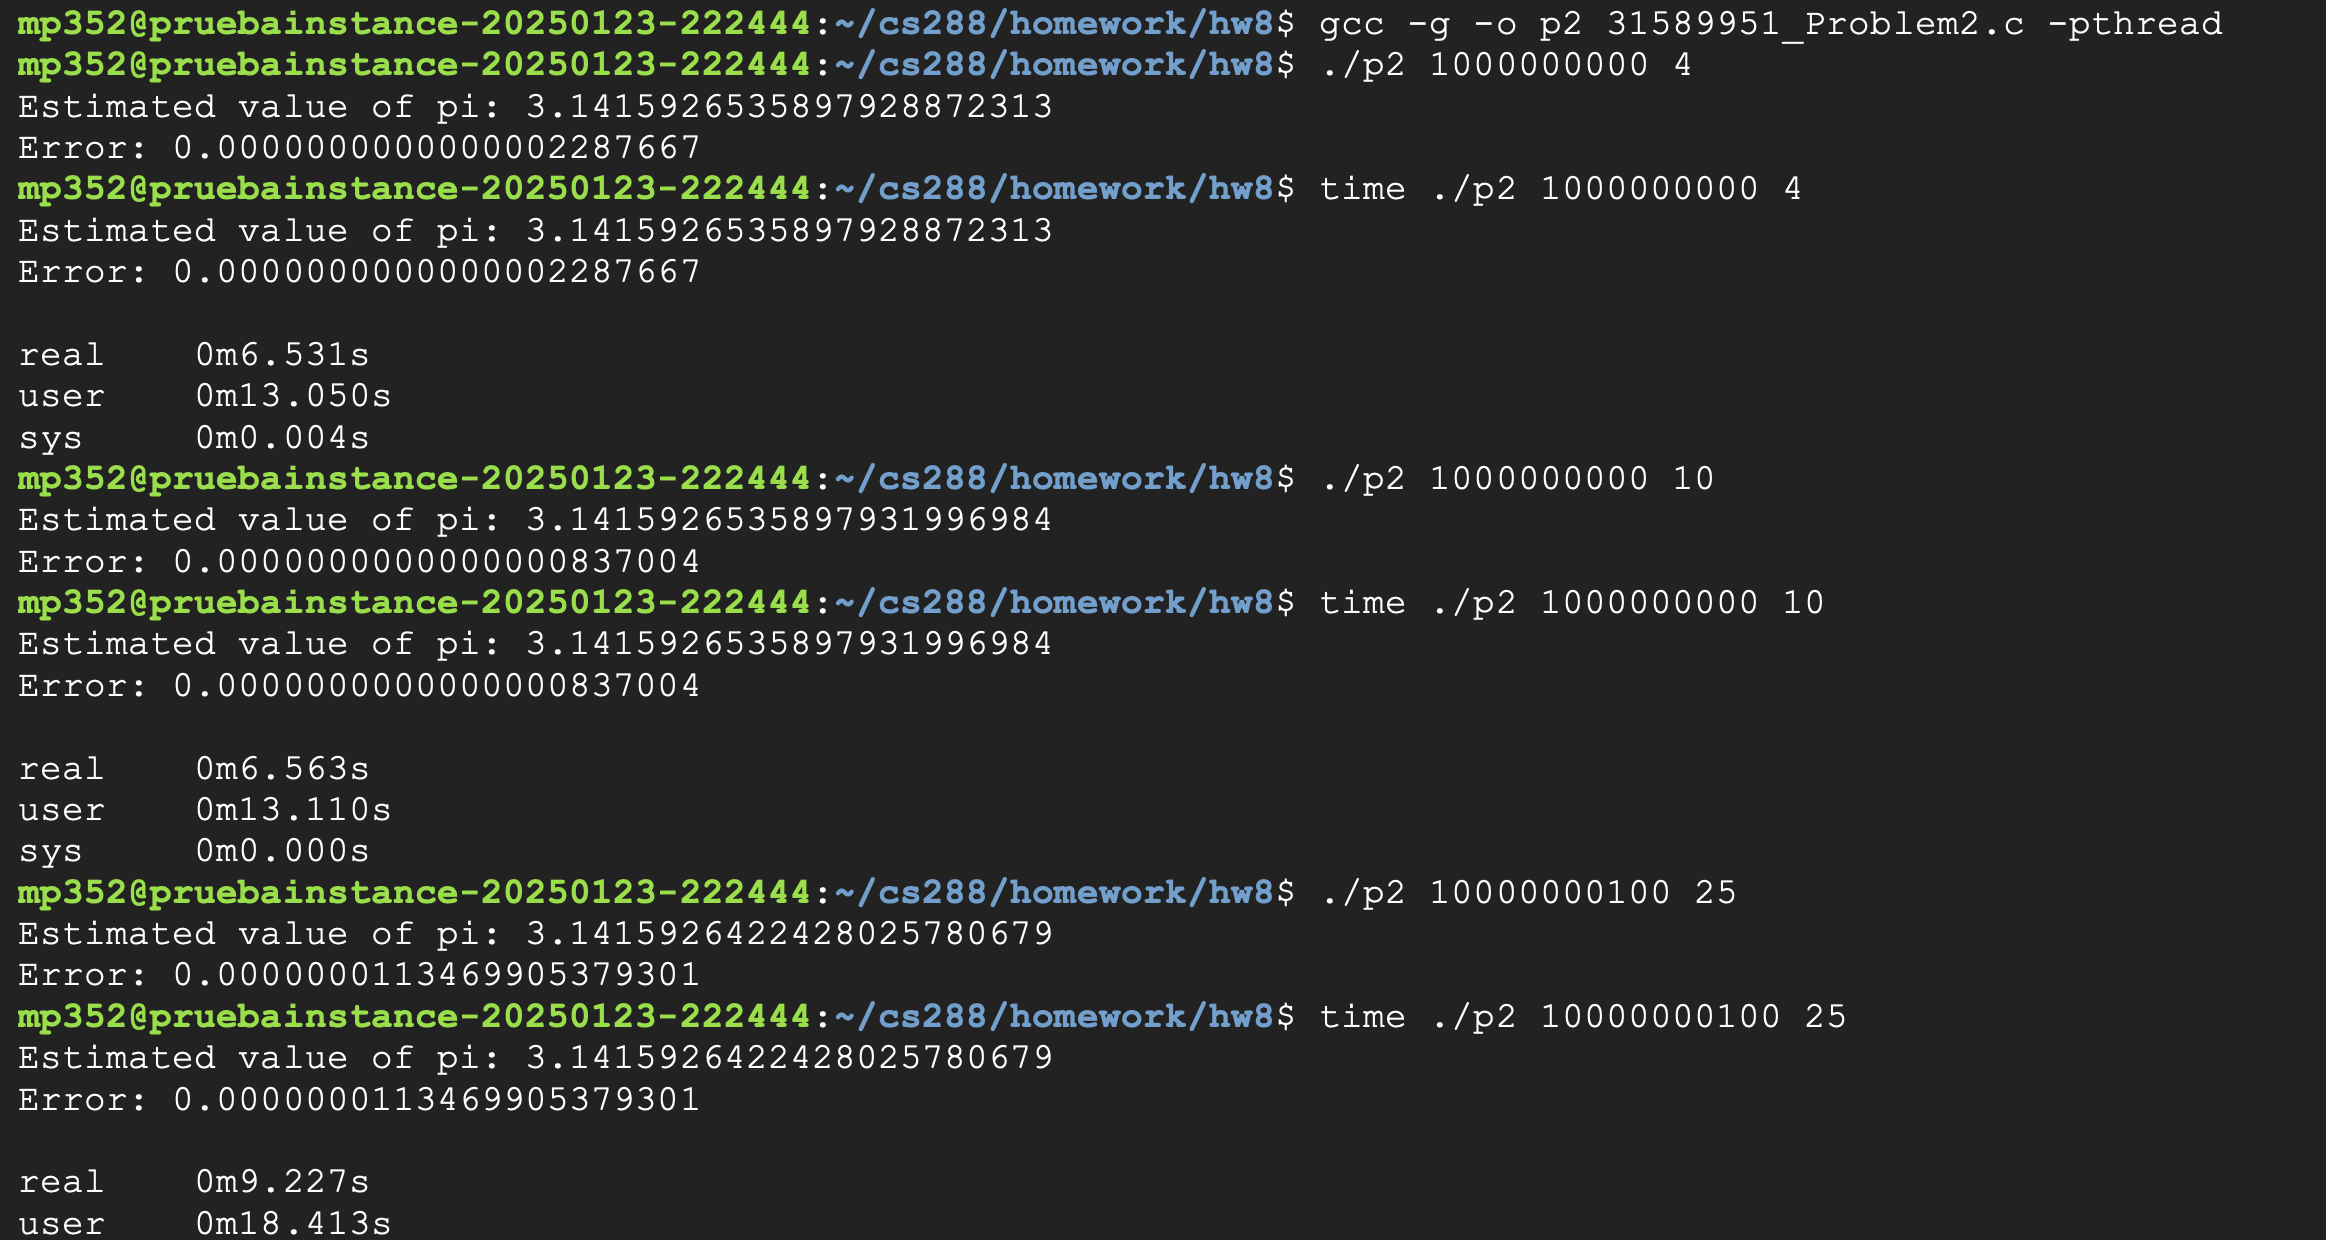 mp352@pruebainstance-20250123-222444:~/cs288/homework/hw8$ gcc -g -o p2 31589951_Problem2.c -pthread
mp352@pruebainstance-20250123-222444:~/cs288/homework/hw8$ ./p2 1000000000 4
Estimated value of pi: 3.1415926535897928872313
Error: 0.0000000000000002287667
mp352@pruebainstance-20250123-222444:~/cs288/homework/hw8$ time ./p2 1000000000 4
Estimated value of pi: 3.1415926535897928872313
Error: 0.0000000000000002287667
real 0m6.531s
user 0m13.050s
sys 0m0.004s
mp352@pruebainstance-20250123-222444:~/cs288/homework/hw8$ ./p2 1000000000 10
Estimated value of pi: 3.1415926535897931996984
Error: 0.0000000000000000837004
mp352@pruebainstance-20250123-222444:~/cs288/homework/hw8$ time ./p2 1000000000 10
Estimated value of pi: 3.1415926535897931996984
Error: 0.0000000000000000837004
real 0m6.563s
user 0m13.110s
sys 0m0.000s
mp352@pruebainstance-20250123-222444:~/cs288/homework/hw8$ ./p2 10000000100 25
Estimated value of pi: 3.1415926422428025780679
Error: 0.0000000113469905379301
mp352@pruebainstance-20250123-222444:~/cs288/homework/hw8$ time ./p2 10000000100 25
Estimated value of pi: 3.1415926422428025780679
Error: 0.0000000113469905379301
real 0m9.227s
user 0m18.413s